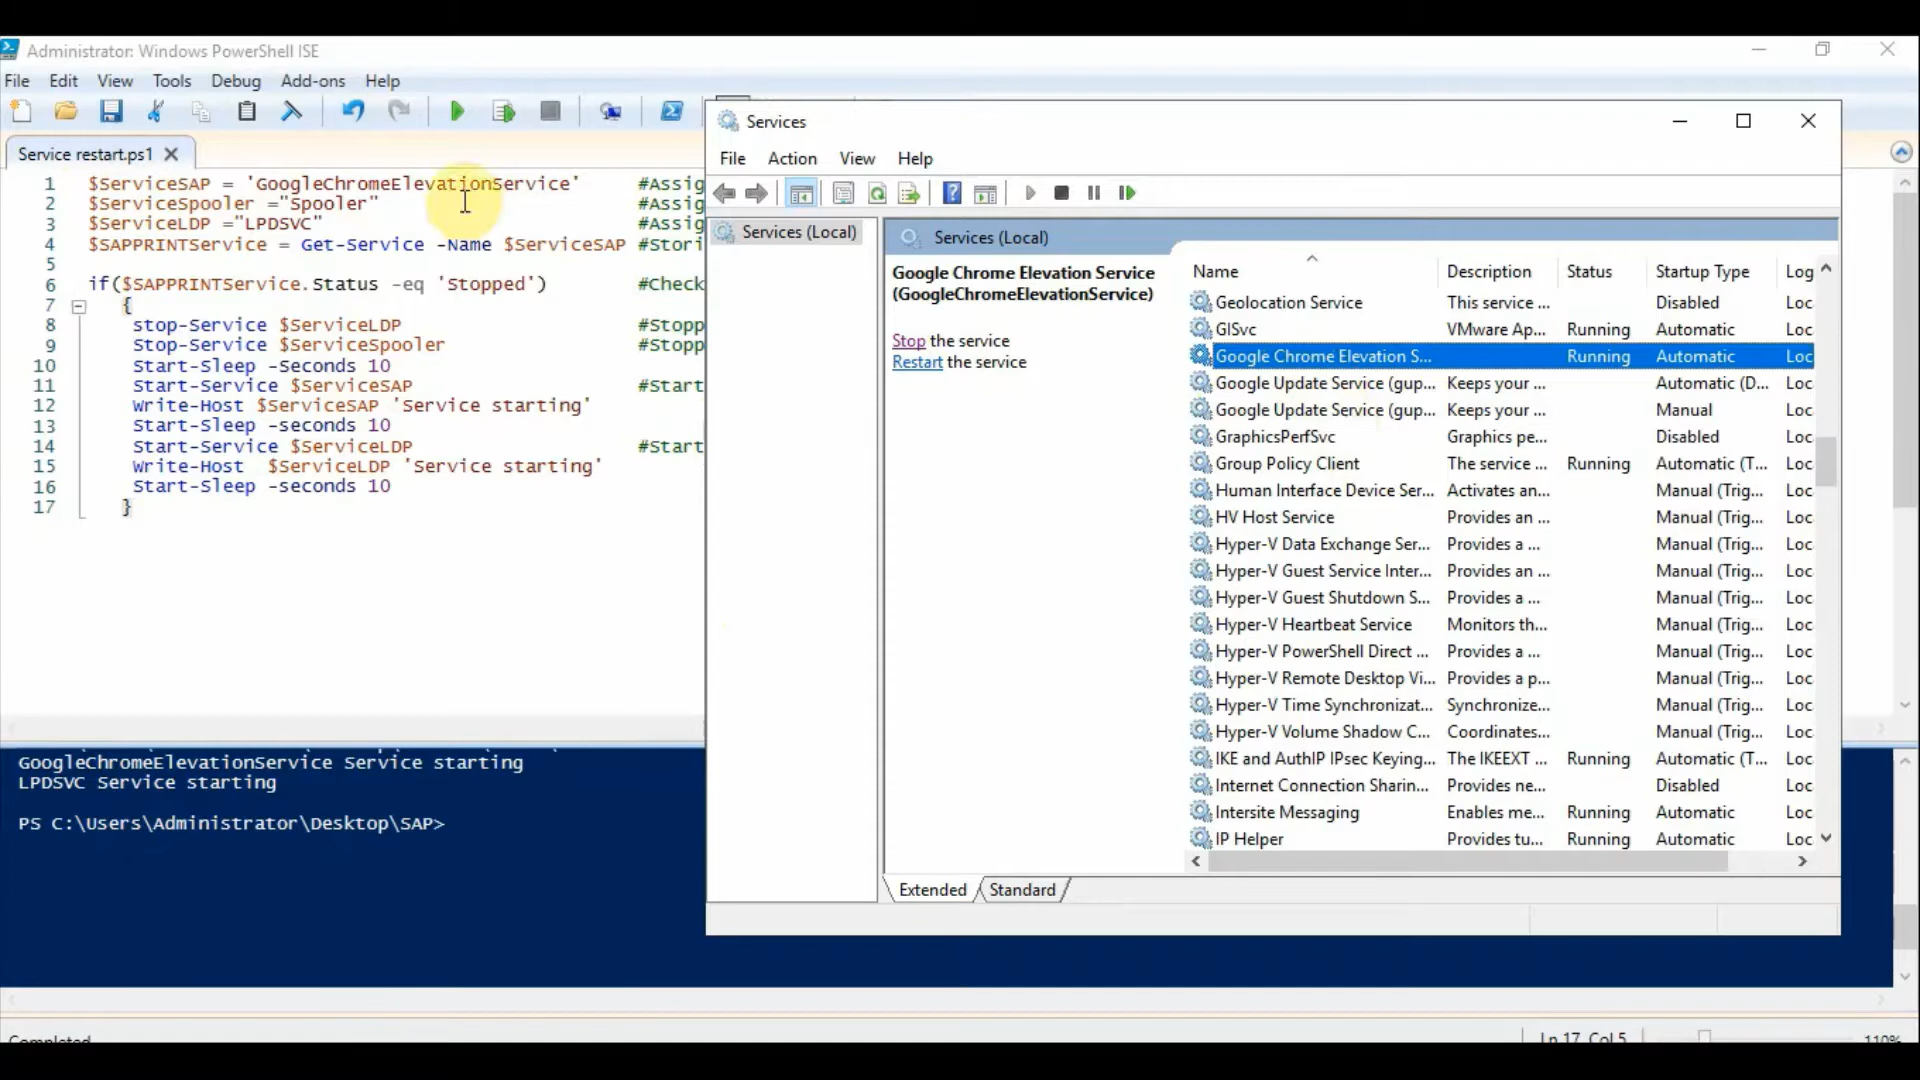 Administrator: Windows PowerShell ISE
File Edit View Tools Debug Add-ons Help
Service restart.ps1
1 $ServiceSAP = 'GoogleChromeElevationService' #Assig
2 $ServiceSpooler ="Spooler" #Assig
3 $ServiceLDP ="LPDSVC" #Assig
4 $SAPPRINTService = Get-Service -Name $ServiceSAP #Stori
5
6 if($SAPPRINTService.Status -eq 'Stopped') #Check
7 {
8 stop-Service $ServiceLDP #Stopp
9 Stop-Service $ServiceSpooler #Stopp
10 Start-Sleep -Seconds 10
11 Start-Service $ServiceSAP #Start
12 Write-Host $ServiceSAP 'Service starting'
13 Start-Sleep -seconds 10
14 Start-Service $ServiceLDP #Start
15 Write-Host $ServiceLDP 'Service starting'
16 Start-Sleep -seconds 10
17 }
GoogleChromeElevationService Service starting
LPDSVC Service starting
PS C:\Users\Administrator\Desktop\SAP>
Completed
Ln 17 Col 5
110%
Services
File Action View Help
Services (Local)
Services (Local)
Google Chrome Elevation Service
(GoogleChromeElevationService)
Stop the service
Restart the service
Name Description Status Startup Type Log
Geolocation Service This service ... Disabled Loc
GISvc VMware Ap... Running Automatic Loc
Google Chrome Elevation S... Running Automatic Loc
Google Update Service (gup... Keeps your ... Automatic (D... Loc
Google Update Service (gup... Keeps your ... Manual Loc
GraphicsPerfSvc Graphics pe... Disabled Loc
Group Policy Client The service ... Running Automatic (T... Loc
Human Interface Device Ser... Activates an... Manual (Trig... Loc
HV Host Service Provides an ... Manual (Trig... Loc
Hyper-V Data Exchange Ser... Provides a ... Manual (Trig... Loc
Hyper-V Guest Service Inter... Provides an ... Manual (Trig... Loc
Hyper-V Guest Shutdown S... Provides a ... Manual (Trig... Loc
Hyper-V Heartbeat Service Monitors th... Manual (Trig... Loc
Hyper-V PowerShell Direct ... Provides a ... Manual (Trig... Loc
Hyper-V Remote Desktop Vi... Provides a p... Manual (Trig... Loc
Hyper-V Time Synchronizat... Synchronize... Manual (Trig... Loc
Hyper-V Volume Shadow C... Coordinates... Manual (Trig... Loc
IKE and AuthIP IPsec Keying... The IKEEXT ... Running Automatic (T... Loc
Internet Connection Sharin... Provides ne... Disabled Loc
Intersite Messaging Enables me... Running Automatic Loc
IP Helper Provides tu... Running Automatic Loc
Extended Standard